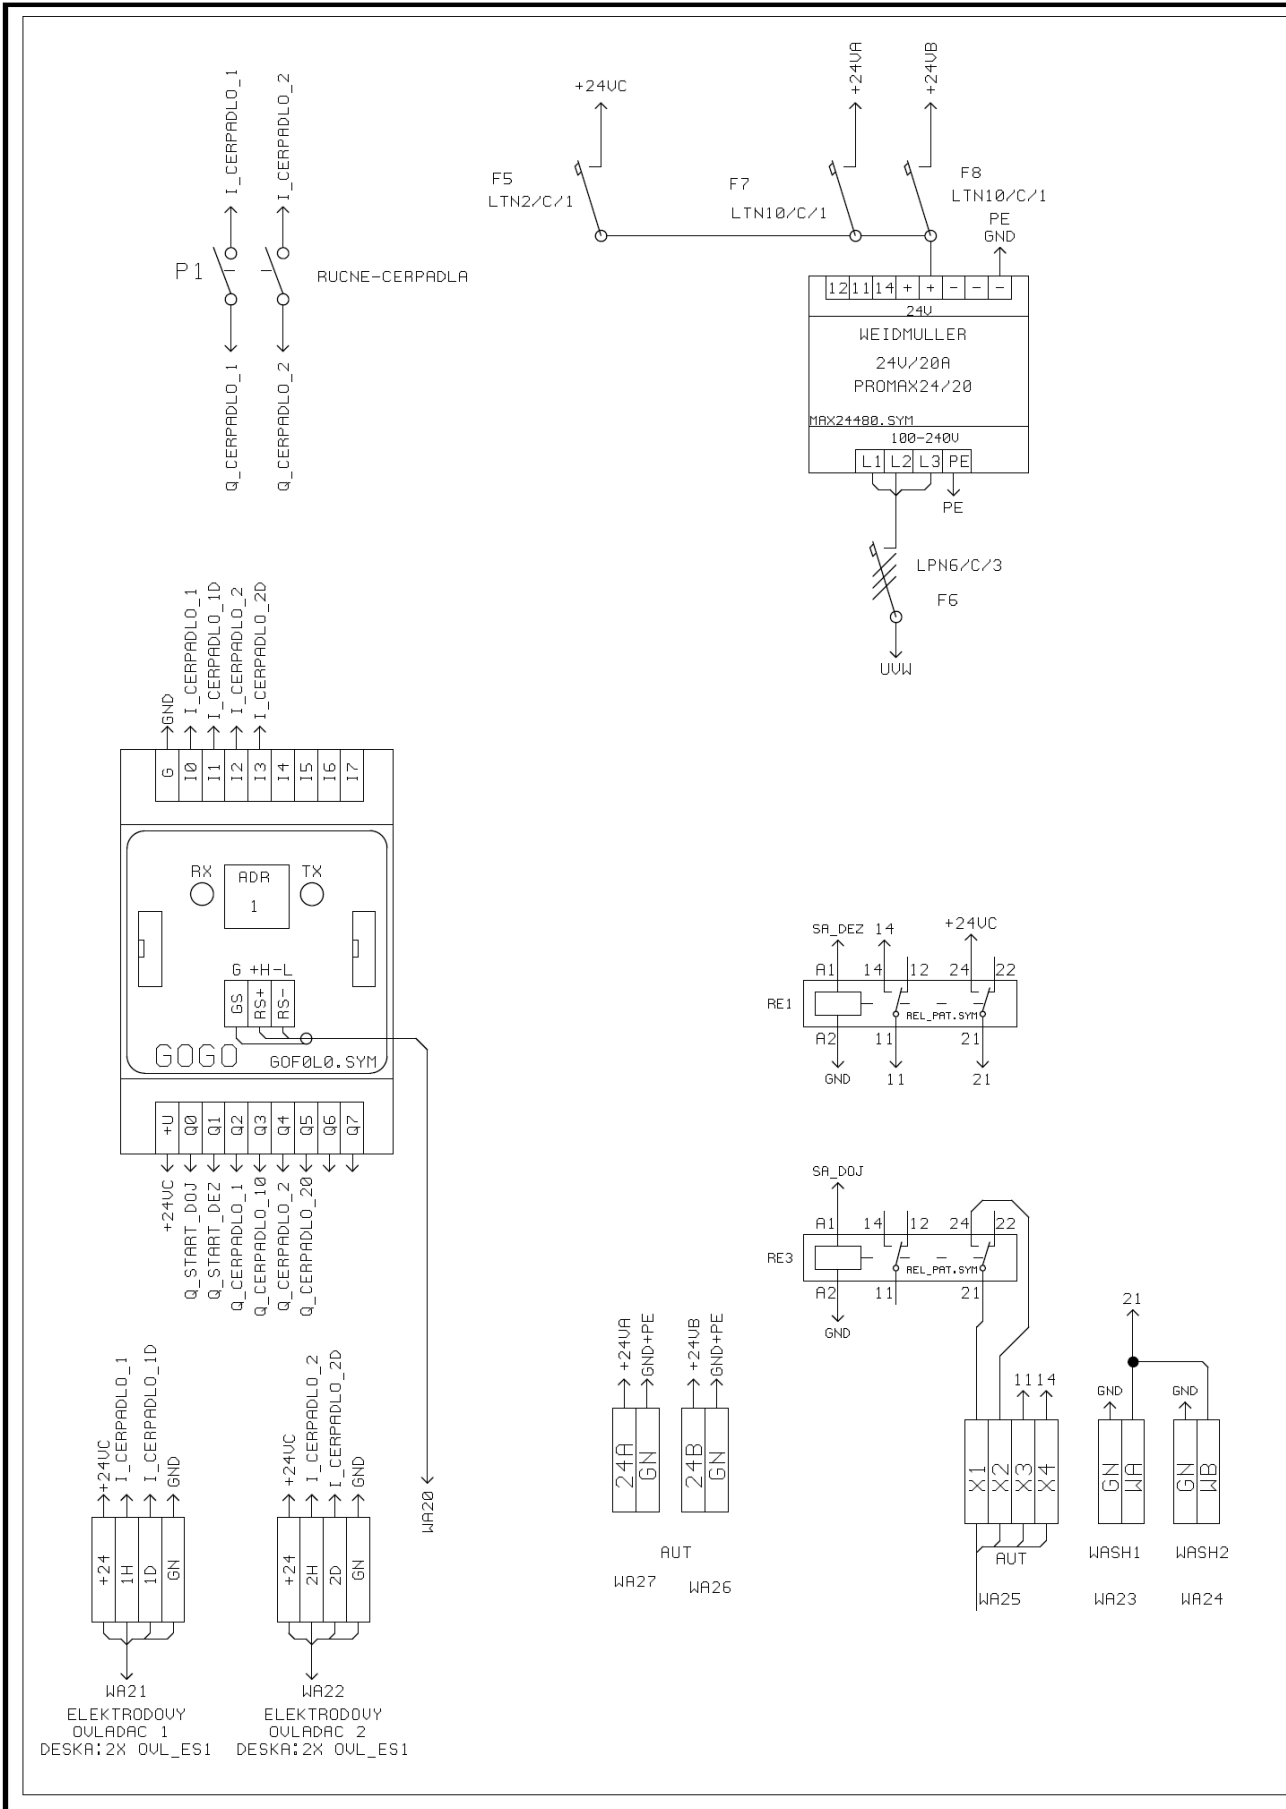 I_CERPADLO_1
I_CERPADLO_2
P1
RUCNE-CERPADLA
Q_CERPADLO_1
Q_CERPADLO_2
+24VC
+24VA
+24VB
F5
LTN2/C/1
F7
LTN10/C/1
F8
LTN10/C/1
PE
GND
12 11 14 + + - - -
24V
WEIDMULLER
24V/20A
PROMAX24/20
MAX24480.SYM
100-240V
L1 L2 L3 PE
PE
LPN6/C/3
F6
UVW
GND
I_CERPADLO_1
I_CERPADLO_1D
I_CERPADLO_2
I_CERPADLO_2D
G I0 I1 I2 I3 I4 I5 I6 I7
RX
ADR
1
TX
G +H-L
GS RS+ RS-
GOGO
GOF0L0.SYM
+U Q0 Q1 Q2 Q3 Q4 Q5 Q6 Q7
+24VC
Q_START_DOJ
Q_START_DEZ
Q_CERPADLO_1
Q_CERPADLO_10
Q_CERPADLO_2
Q_CERPADLO_20
WA20
SA_DEZ
14
+24VC
A1 14 12 24 22
RE1
REL_PAT.SYM
A2 11 21
GND
11
21
SA_DOJ
A1 14 12 24 22
RE3
REL_PAT.SYM
A2 11 21
GND
+24VC
I_CERPADLO_1
I_CERPADLO_1D
GND
+24 1H 1D GN
WA21
ELEKTRODOVY
OVLADAC 1
DESKA:2X OVL_ES1
+24VC
I_CERPADLO_2
I_CERPADLO_2D
GND
+24 2H 2D GN
WA22
ELEKTRODOVY
OVLADAC 2
DESKA:2X OVL_ES1
+24VA
GND+PE
+24VB
GND+PE
24A GN
24B GN
AUT
WA27
WA26
11 14
X1 X2 X3 X4
AUT
WA25
21
GND
GN WA
WASH1
WA23
GND
GN WB
WASH2
WA24